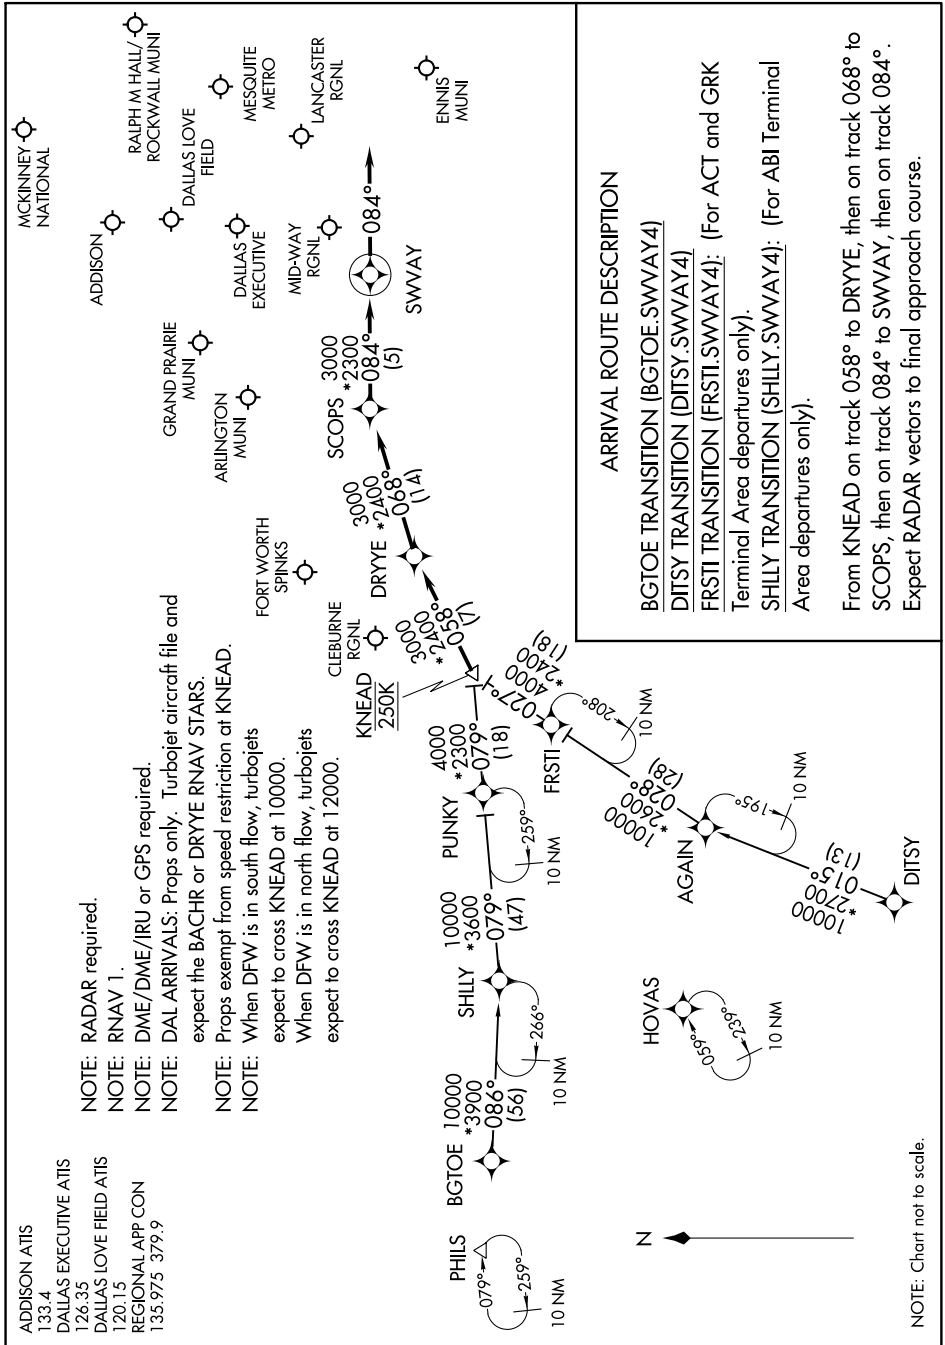 ADDISON ATIS
133.4
DALLAS EXECUTIVE ATIS
126.35
DALLAS LOVE FIELD ATIS
120.15
REGIONAL APP CON
135.975 379.9
NOTE: RADAR required.
NOTE: RNAV 1.
NOTE: DME/DME/IRU or GPS required.
NOTE: DAL ARRIVALS: Props only. Turbojet aircraft file and
expect the BACHR or DRYYE RNAV STARS.
NOTE: Props exempt from speed restriction at KNEAD.
NOTE: When DFW is in south flow, turbojets
expect to cross KNEAD at 10000.
When DFW is in north flow, turbojets
expect to cross KNEAD at 12000.
MCKINNEY
NATIONAL
RALPH M HALL/
ROCKWALL MUNI
ADDISON
DALLAS LOVE
FIELD
MESQUITE
METRO
GRAND PRAIRIE
MUNI
DALLAS
EXECUTIVE
LANCASTER
RGNL
ARLINGTON
MUNI
MID-WAY
RGNL
ENNIS
MUNI
FORT WORTH
SPINKS
CLEBURNE
RGNL
PHILS
079°
259°
10 NM
BGTOE
10000
*3900
086°
(56)
SHLLY
266°
10 NM
10000
*3600
079°
(47)
PUNKY
259°
10 NM
4000
*2300
079°
(18)
KNEAD
250K
3000
*2400
058°
(7)
DRYYE
3000
*2400
068°
(14)
SCOPS
3000
*2300
084°
(5)
SWVAY
084°
4000
*2400
027°
(18)
FRSTI
208°
10 NM
10000
*2600
028°
(28)
AGAIN
195°
10 NM
10000
*2700
015°
(13)
DITSY
HOVAS
059°
239°
10 NM
N
NOTE: Chart not to scale.
ARRIVAL ROUTE DESCRIPTION
BGTOE TRANSITION (BGTOE.SWVAY4)
DITSY TRANSITION (DITSY.SWVAY4)
FRSTI TRANSITION (FRSTI.SWVAY4): (For ACT and GRK
Terminal Area departures only).
SHLLY TRANSITION (SHLLY.SWVAY4): (For ABI Terminal
Area departures only).
From KNEAD on track 058° to DRYYE, then on track 068° to
SCOPS, then on track 084° to SWVAY, then on track 084°.
Expect RADAR vectors to final approach course.